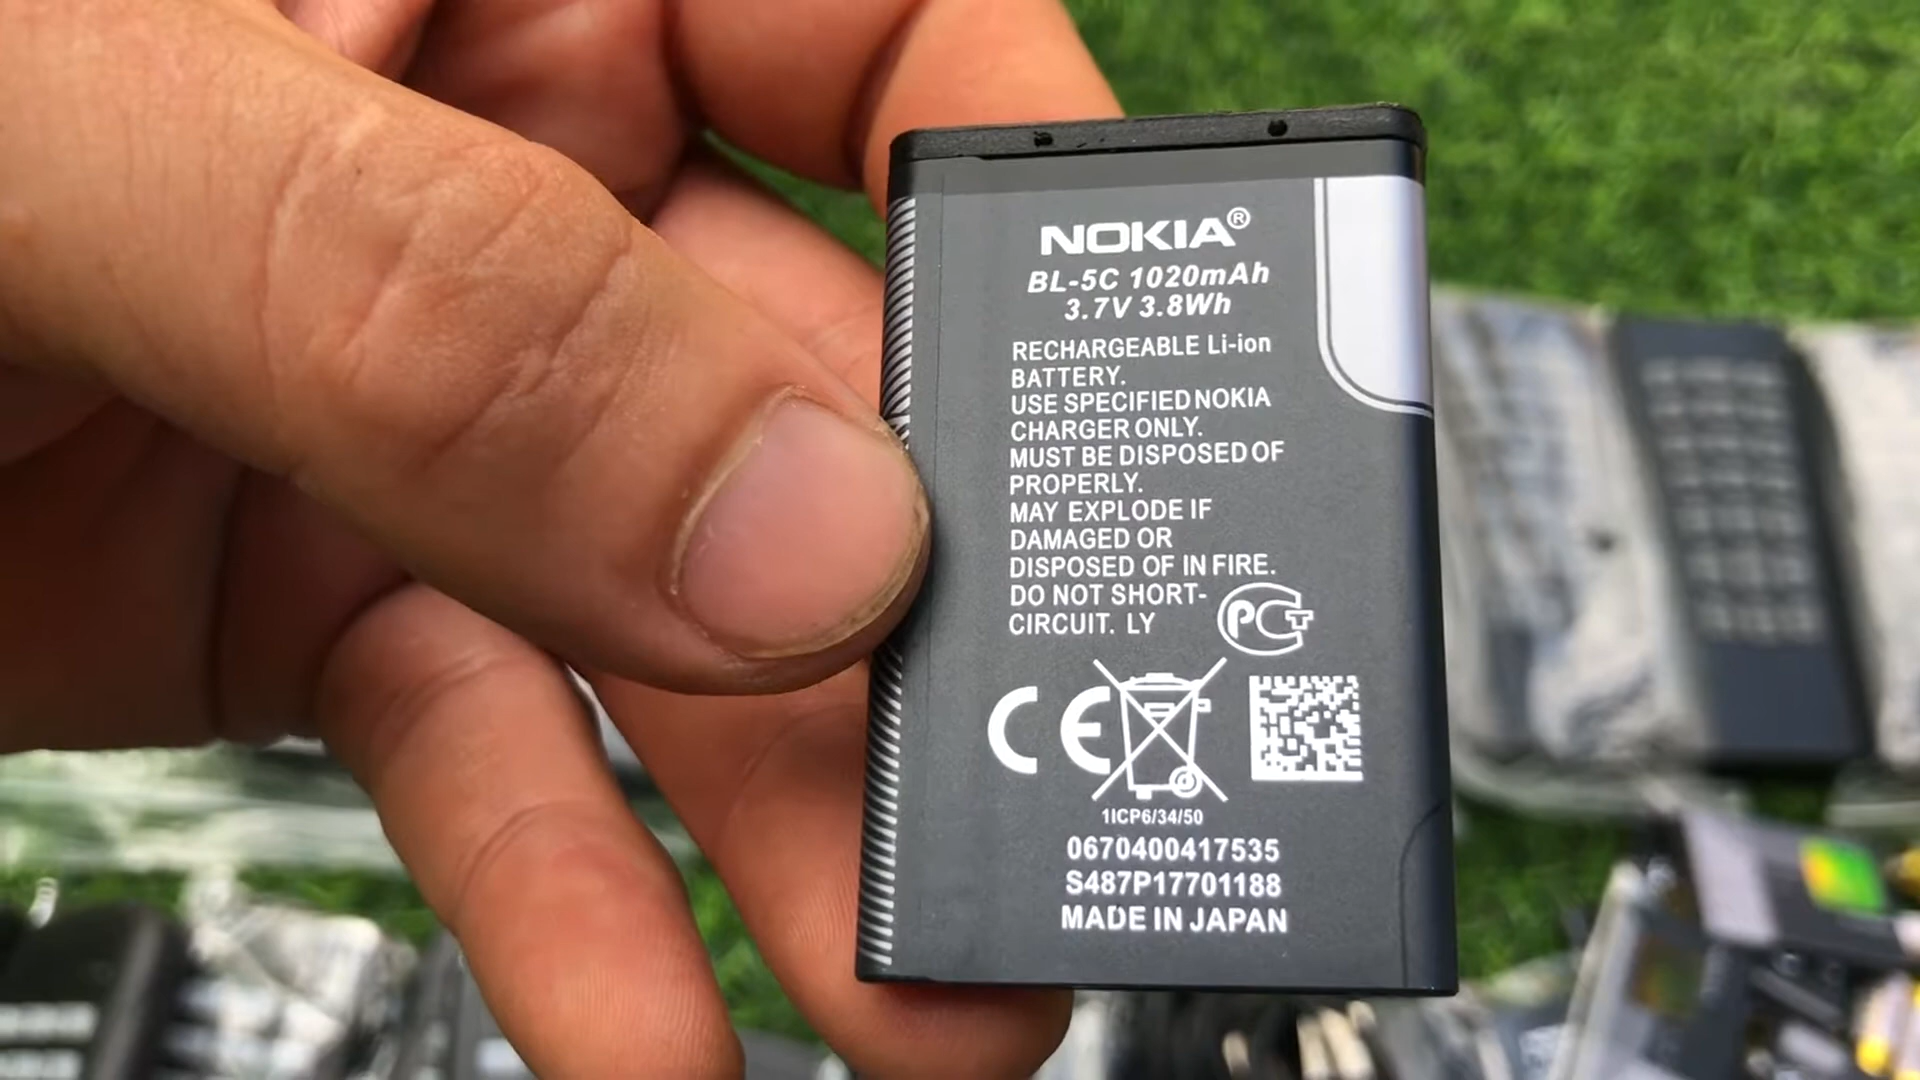 NOKIA®
BL-5C 1020mAh
3.7V 3.8Wh
RECHARGEABLE Li-ion
BATTERY.
USE SPECIFIED NOKIA
CHARGER ONLY.
MUST BE DISPOSED OF
PROPERLY.
MAY EXPLODE IF
DAMAGED OR
DISPOSED OF IN FIRE.
DO NOT SHORT-
CIRCUIT. LY
PCT
CE
1ICP6/34/50
0670400417535
S487P17701188
MADE IN JAPAN